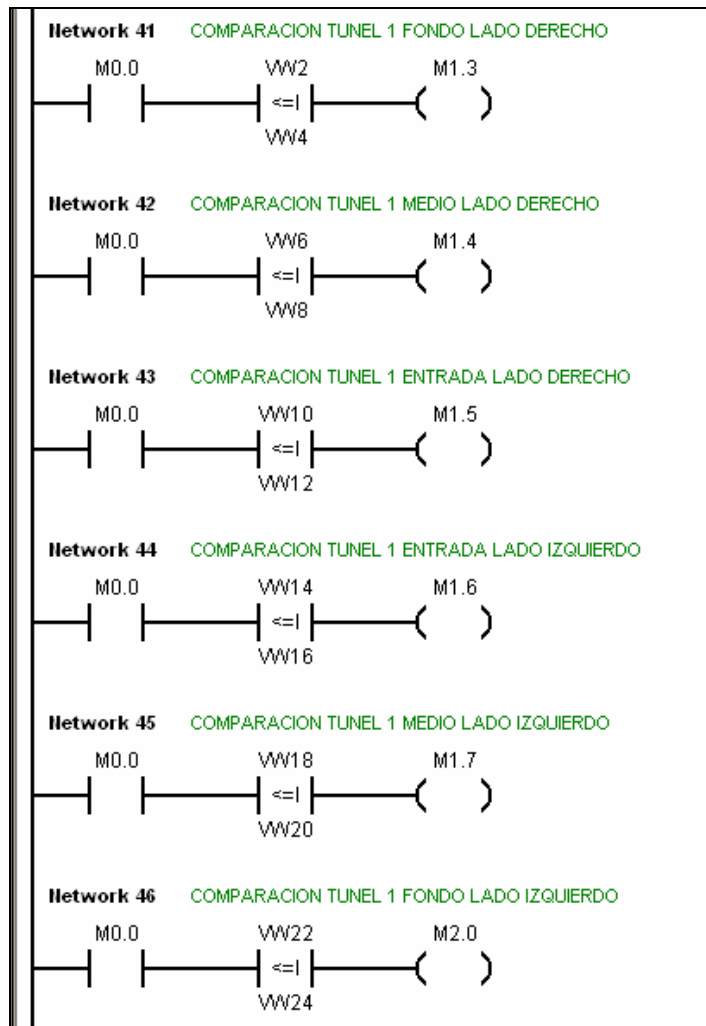 Network 41 COMPARACION TUNEL 1 FONDO LADO DERECHO
M0.0 VW2 M1.3
<=I
VW4
Network 42 COMPARACION TUNEL 1 MEDIO LADO DERECHO
M0.0 VW6 M1.4
<=I
VW8
Network 43 COMPARACION TUNEL 1 ENTRADA LADO DERECHO
M0.0 VW10 M1.5
<=I
VW12
Network 44 COMPARACION TUNEL 1 ENTRADA LADO IZQUIERDO
M0.0 VW14 M1.6
<=I
VW16
Network 45 COMPARACION TUNEL 1 MEDIO LADO IZQUIERDO
M0.0 VW18 M1.7
<=I
VW20
Network 46 COMPARACION TUNEL 1 FONDO LADO IZQUIERDO
M0.0 VW22 M2.0
<=I
VW24